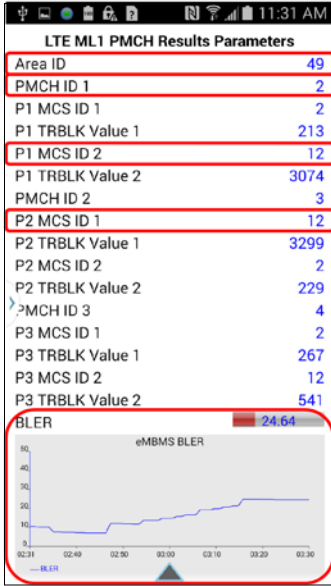 11:31 AM
LTE ML1 PMCH Results Parameters
Area ID 49
PMCH ID 1 2
P1 MCS ID 1 2
P1 TRBLK Value 1 213
P1 MCS ID 2 12
P1 TRBLK Value 2 3074
PMCH ID 2 3
P2 MCS ID 1 12
P2 TRBLK Value 1 3299
P2 MCS ID 2 2
P2 TRBLK Value 2 229
PMCH ID 3 4
P3 MCS ID 1 2
P3 TRBLK Value 1 267
P3 MCS ID 2 12
P3 TRBLK Value 2 541
BLER 24.64
eMBMS BLER
50
40
30
20
10
0
02:31 02:40 02:50 03:00 03:10 03:20 03:30
BLER